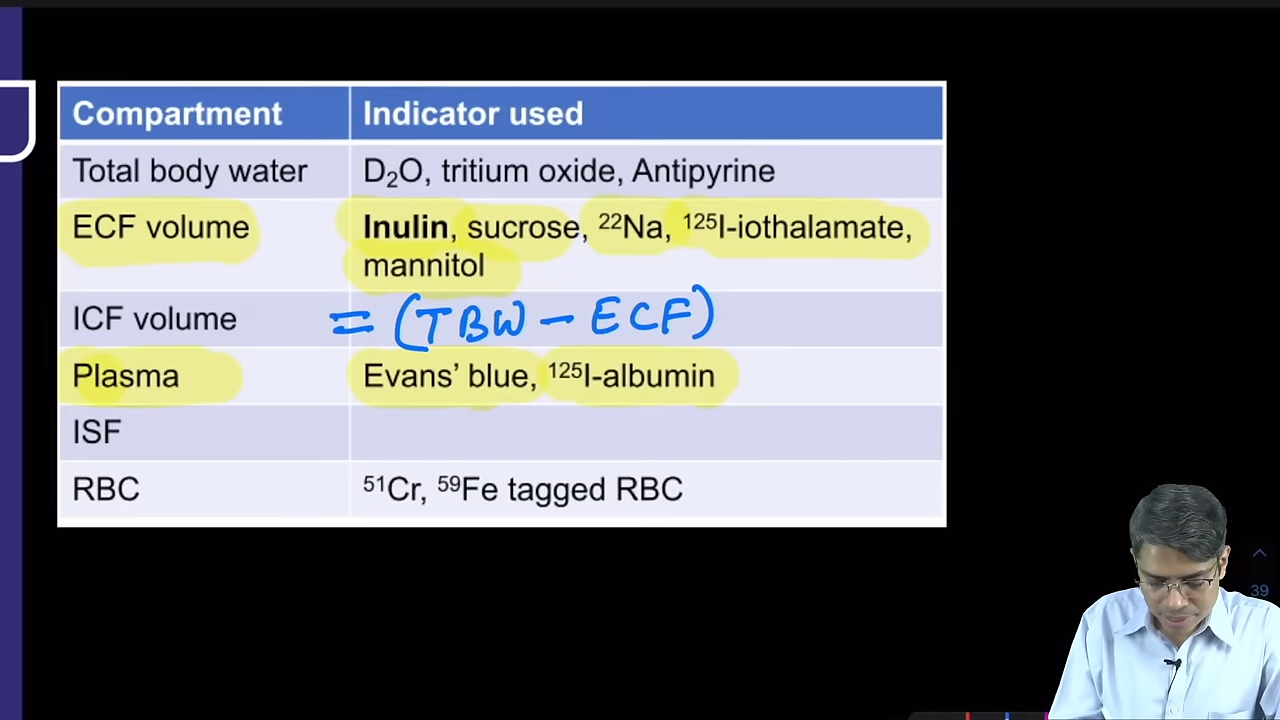 Compartment Indicator used
Total body water D₂O, tritium oxide, Antipyrine
ECF volume Inulin, sucrose, ²²Na, ¹²⁵I-iothalamate,
mannitol
ICF volume = (TBW - ECF)
Plasma Evans’ blue, ¹²⁵I-albumin
ISF
RBC ⁵¹Cr, ⁵⁹Fe tagged RBC
39